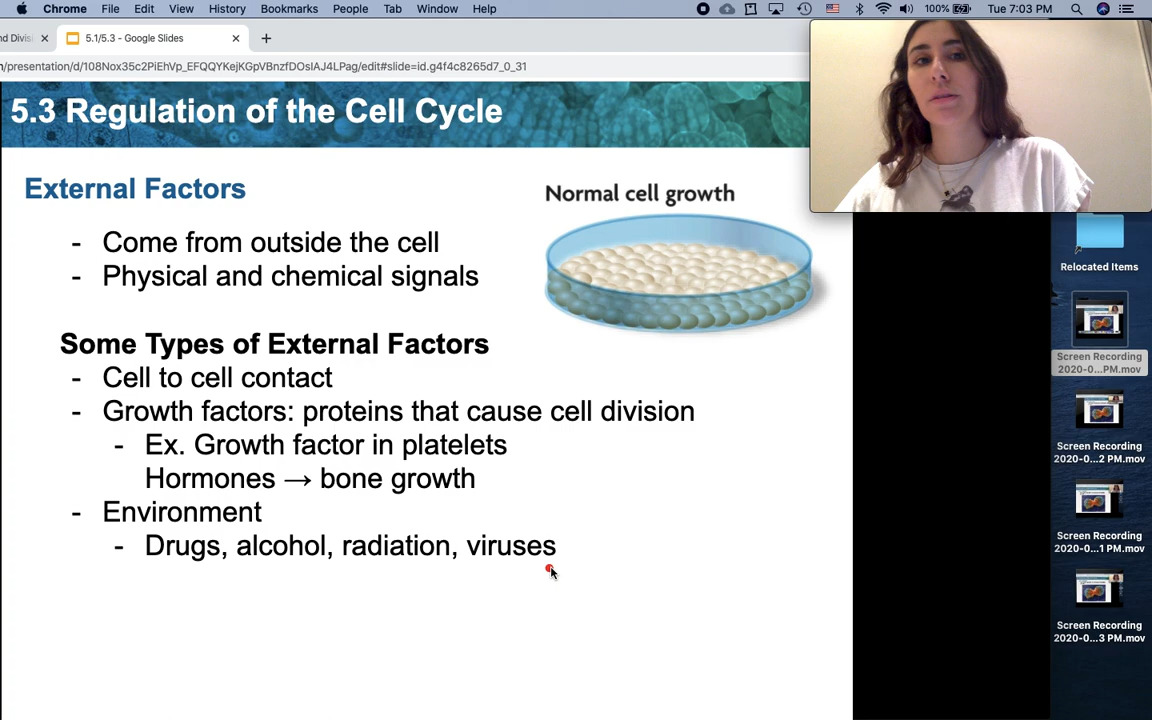 Chrome File Edit View History Bookmarks People Tab Window Help 100% Tue 7:03 PM
nd Divis 5.1/5.3 - Google Slides
/presentation/d/108Nox35c2PiEhVp_EFQQYKejKGpVBnzfDOsIAJ4LPag/edit#slide=id.g4f4c8265d7_0_31
5.3 Regulation of the Cell Cycle
External Factors
Normal cell growth
- Come from outside the cell
- Physical and chemical signals
Some Types of External Factors
- Cell to cell contact
- Growth factors: proteins that cause cell division
- Ex. Growth factor in platelets
Hormones → bone growth
- Environment
- Drugs, alcohol, radiation, viruses
Relocated Items
Screen Recording
2020-0...PM.mov
Screen Recording
2020-0...2 PM.mov
Screen Recording
2020-0...1 PM.mov
Screen Recording
2020-0...3 PM.mov